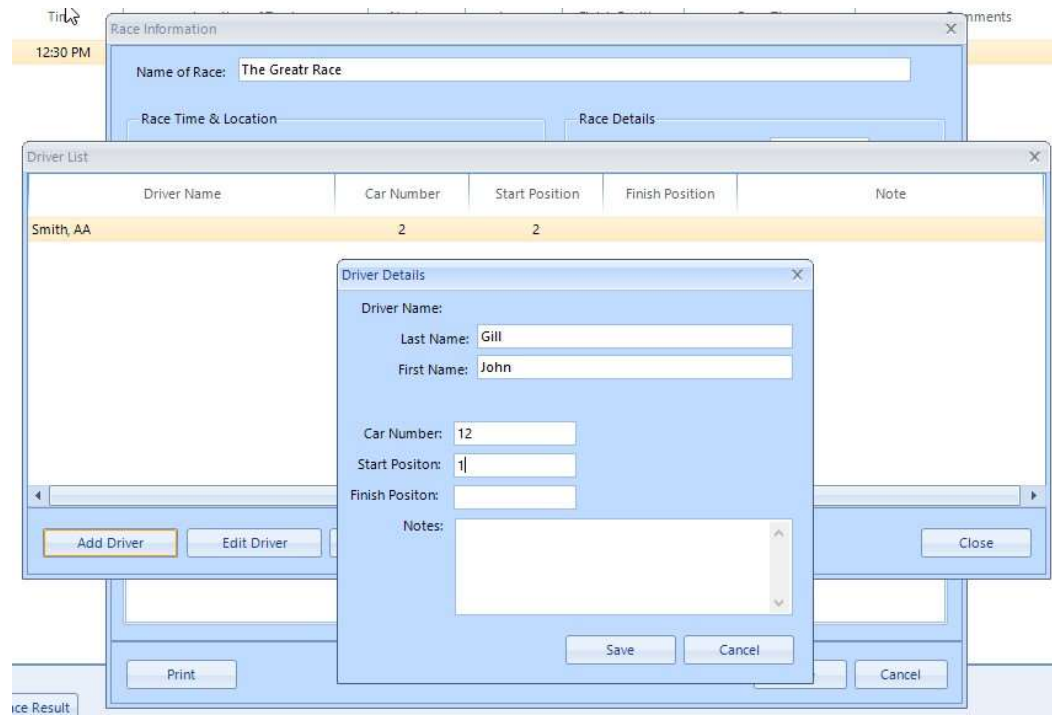 Time
mments
Race Information
12:30 PM
Name of Race: The Greatr Race
Race Time & Location
Race Details
Driver List
Driver Name Car Number Start Position Finish Position Note
Smith, AA 2 2
Driver Details
Driver Name:
Last Name: Gill
First Name: John
Car Number: 12
Start Positon: 1
Finish Positon:
Notes:
Add Driver Edit Driver Close
Save Cancel
Print Cancel
ce Result